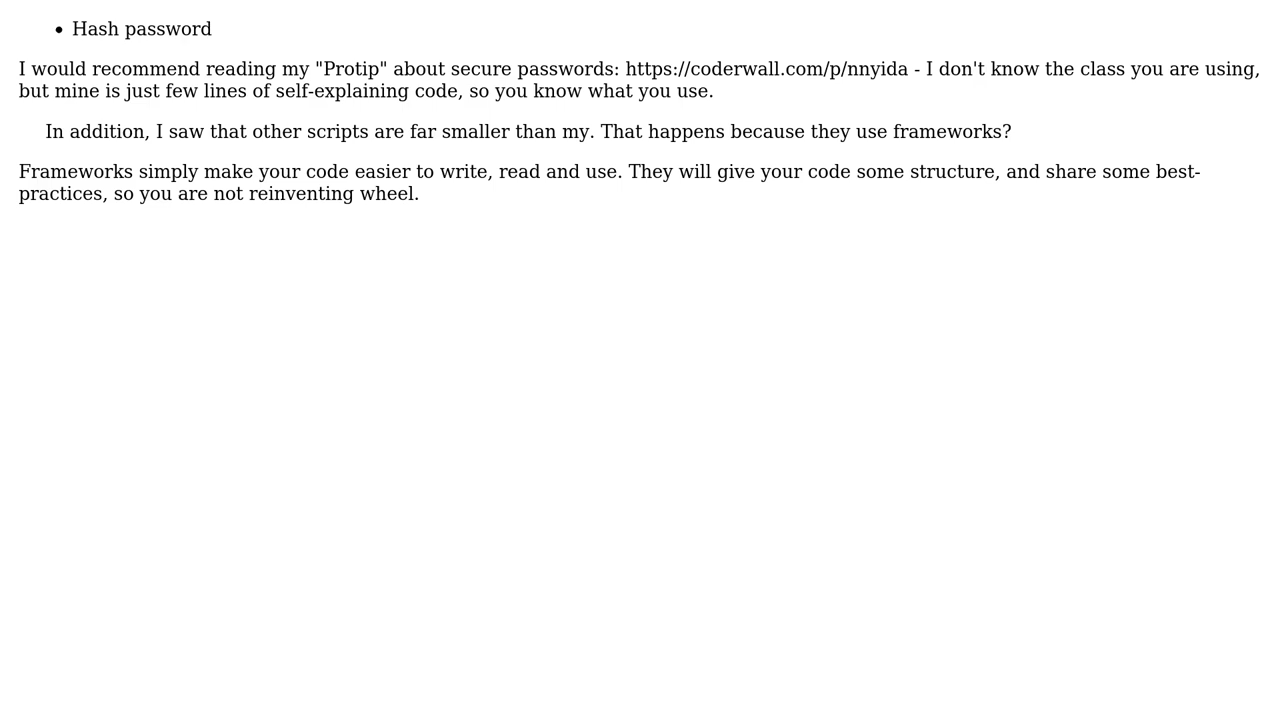 • Hash password
I would recommend reading my "Protip" about secure passwords: https://coderwall.com/p/nnyida - I don't know the class you are using,
but mine is just few lines of self-explaining code, so you know what you use.
In addition, I saw that other scripts are far smaller than my. That happens because they use frameworks?
Frameworks simply make your code easier to write, read and use. They will give your code some structure, and share some best-
practices, so you are not reinventing wheel.